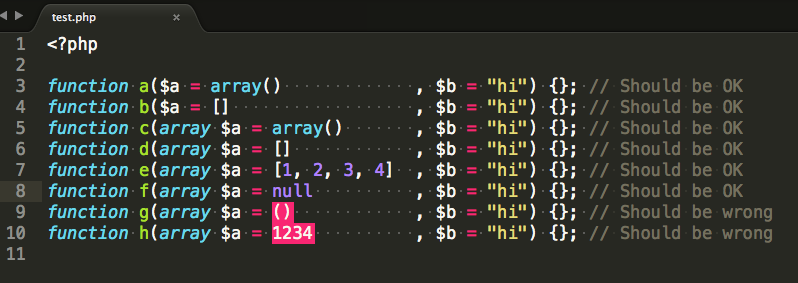 test.php
1 <?php
2
3 function a($a = array()             , $b = "hi") {}; // Should be OK
4 function b($a = []                  , $b = "hi") {}; // Should be OK
5 function c(array $a = array()       , $b = "hi") {}; // Should be OK
6 function d(array $a = []            , $b = "hi") {}; // Should be OK
7 function e(array $a = [1, 2, 3, 4]  , $b = "hi") {}; // Should be OK
8 function f(array $a = null          , $b = "hi") {}; // Should be OK
9 function g(array $a = ()            , $b = "hi") {}; // Should be wrong
10 function h(array $a = 1234          , $b = "hi") {}; // Should be wrong
11